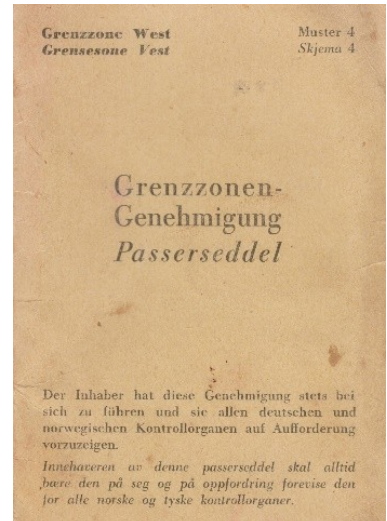 Grenzzone West
Muster 4
Grensesone Vest
Skjema 4
Grenzzonen-
Genehmigung
Passerseddel
Der Inhaber hat diese Genehmigung stets bei
sich zu führen und sie allen deutschen und
norwegischen Kontrollorganen auf Aufforderung
vorzuzeigen.
Innehaveren av denne passerseddel skal alltid
bære den på seg og på oppfordring forevise den
for alle norske og tyske kontrollorganer.